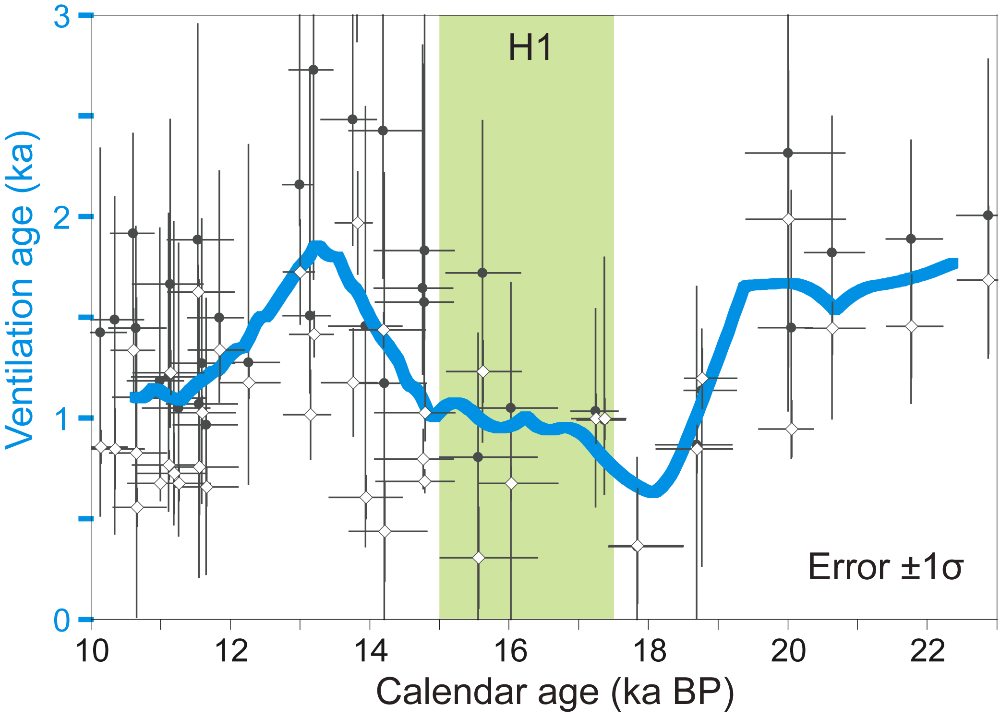 3
2
1
0
Ventilation age (ka)
H1
Error ±1σ
10 12 14 16 18 20 22
Calendar age (ka BP)